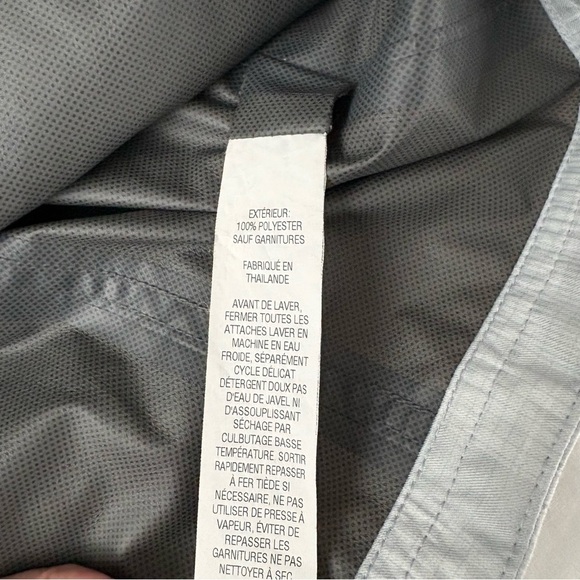 EXTÉRIEUR:
100% POLYESTER
SAUF GARNITURES
FABRIQUÉ EN
THAILANDE
AVANT DE LAVER,
FERMER TOUTES LES
ATTACHES LAVER EN
MACHINE EN EAU
FROIDE, SÉPARÉMENT
CYCLE DÉLICAT
DÉTERGENT DOUX PAS
D'EAU DE JAVEL NI
D'ASSOUPLISSANT
SÉCHAGE PAR
CULBUTAGE BASSE
TEMPÉRATURE. SORTIR
RAPIDEMENT REPASSER
À FER TIÈDE SI
NÉCESSAIRE, NE PAS
UTILISER DE PRESSE À
VAPEUR, ÉVITER DE
REPASSER LES
GARNITURES NE PAS
NETTOYER À SEC